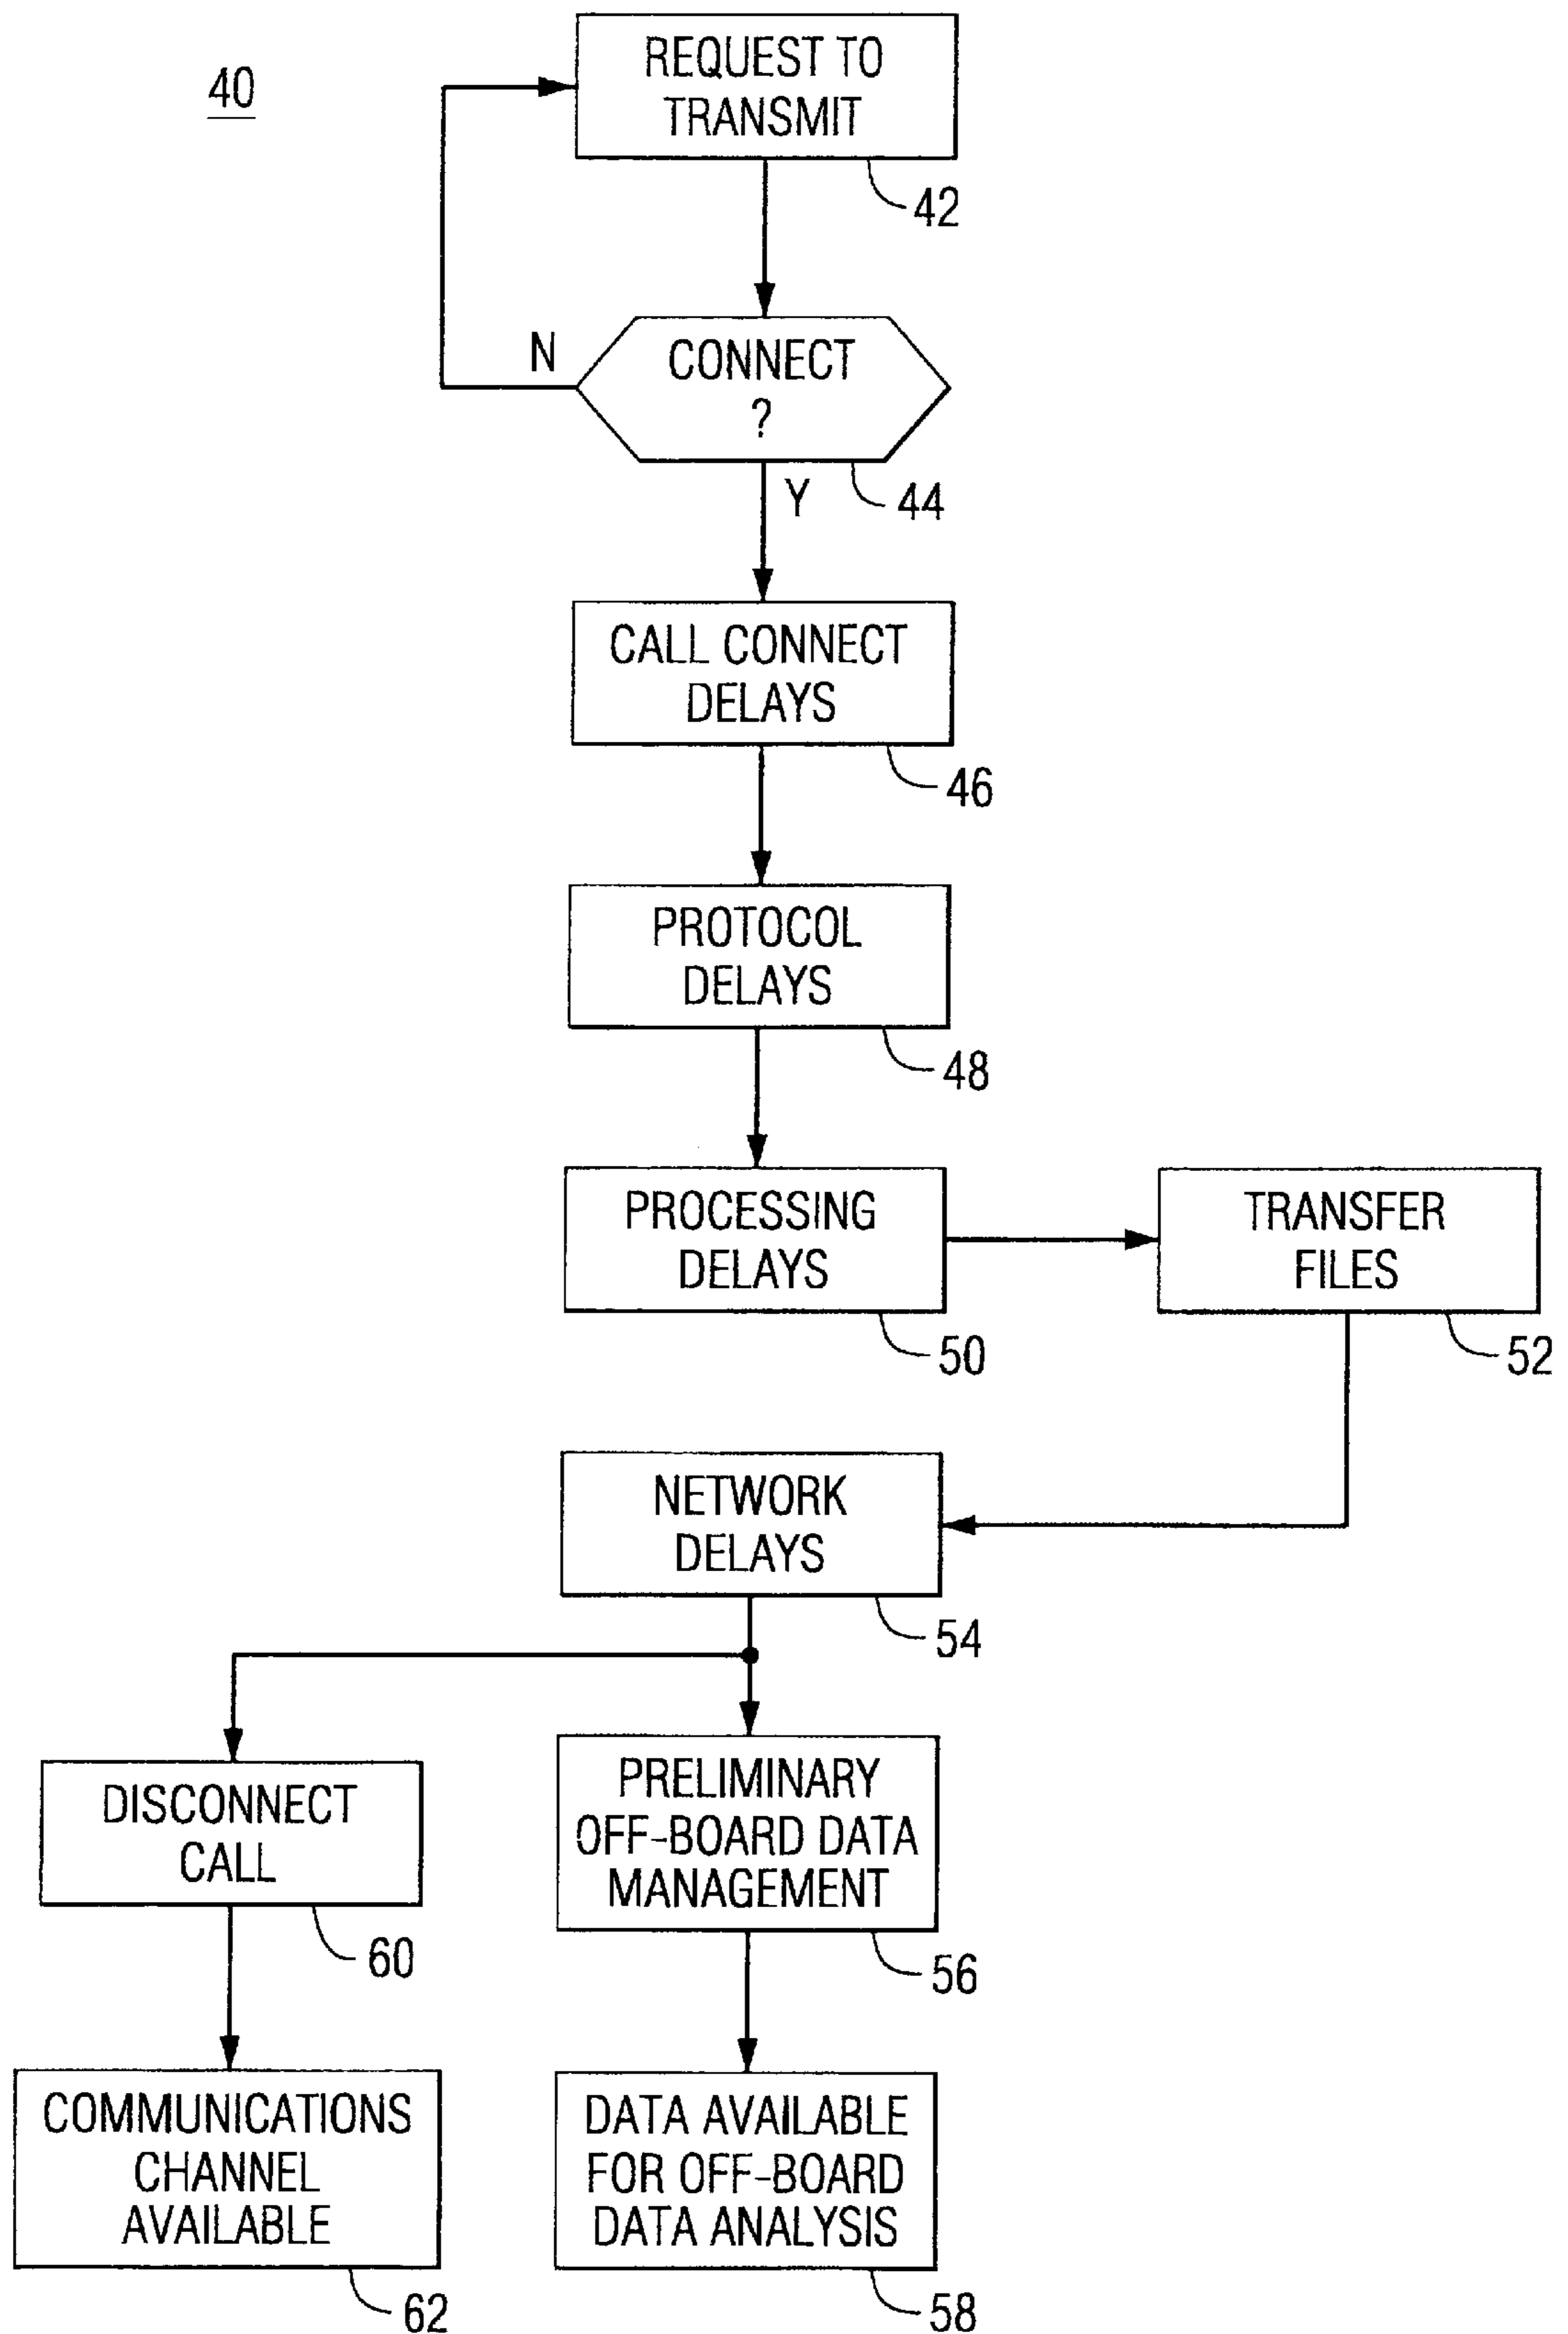 40
REQUEST TO
TRANSMIT
42
N
CONNECT
?
Y
44
CALL CONNECT
DELAYS
46
PROTOCOL
DELAYS
48
PROCESSING
DELAYS
50
TRANSFER
FILES
52
NETWORK
DELAYS
54
DISCONNECT
CALL
60
PRELIMINARY
OFF-BOARD DATA
MANAGEMENT
56
COMMUNICATIONS
CHANNEL
AVAILABLE
62
DATA AVAILABLE
FOR OFF-BOARD
DATA ANALYSIS
58